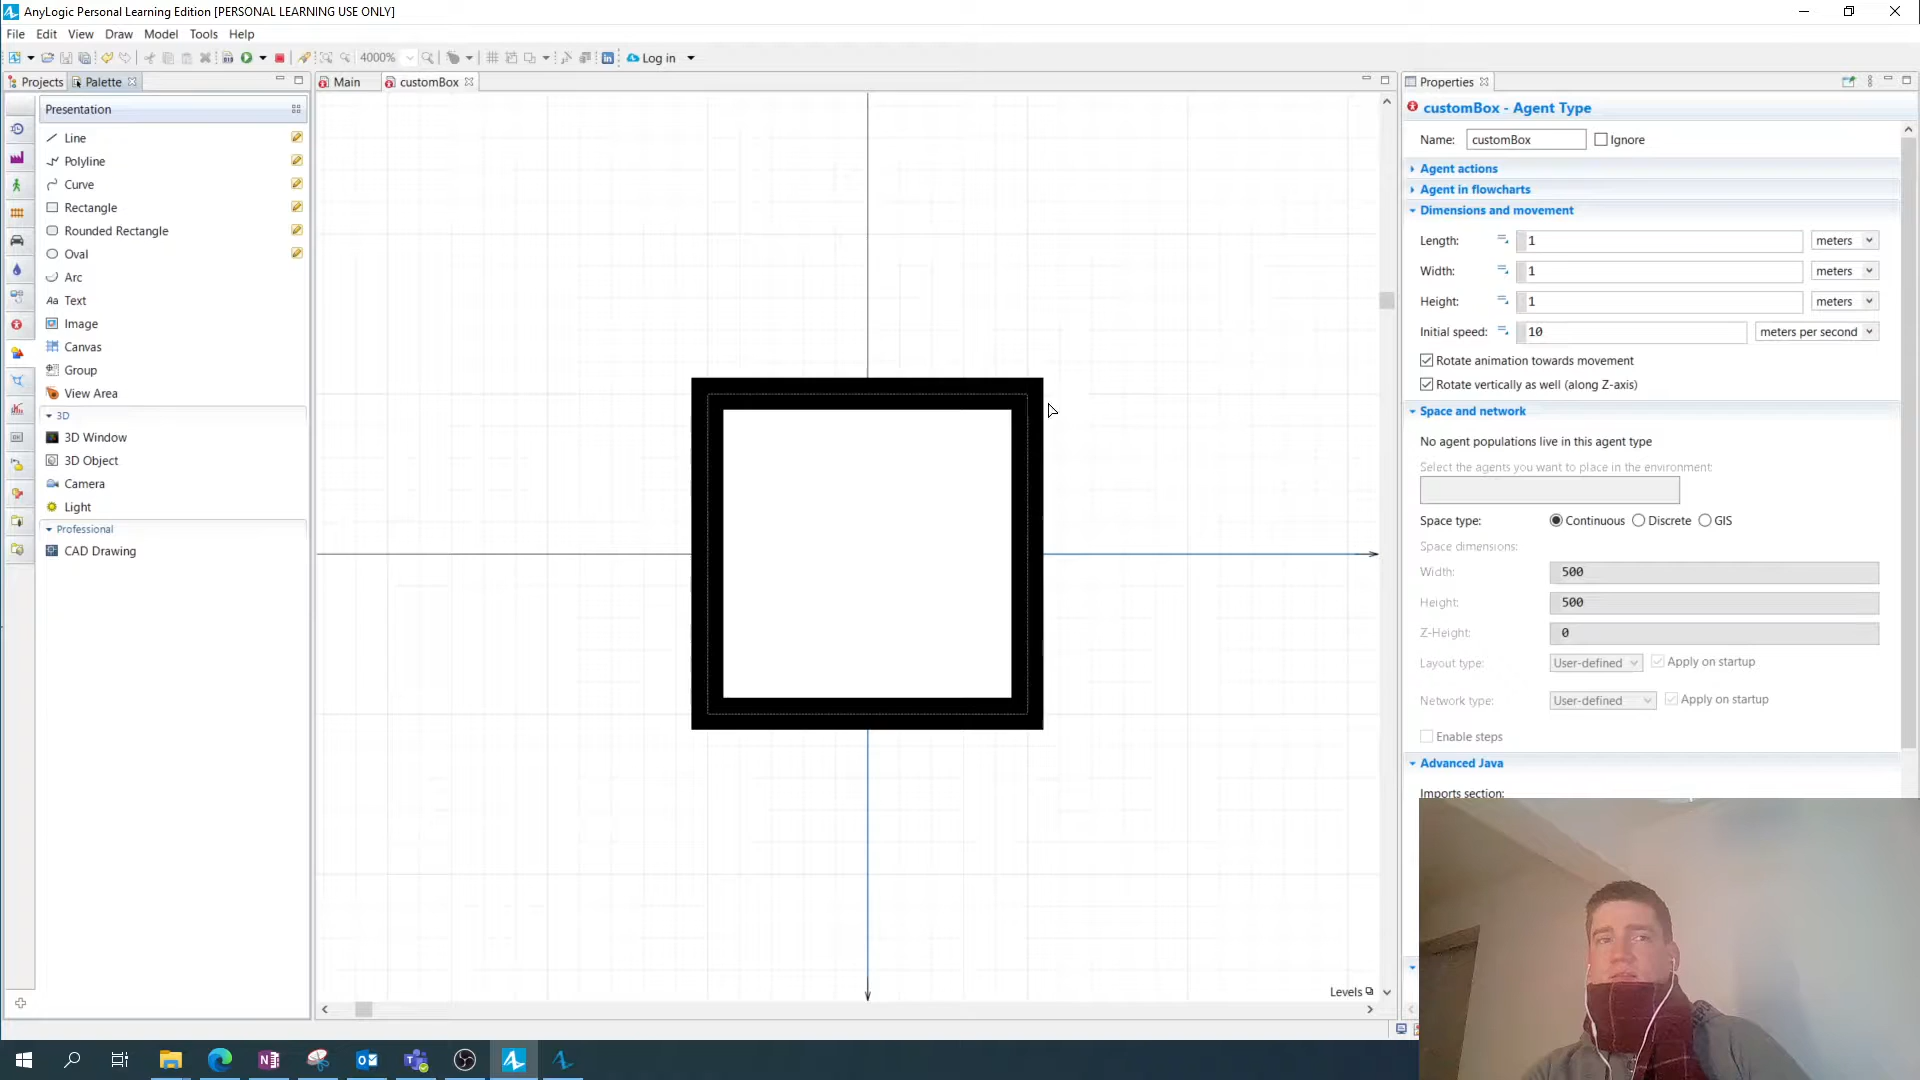 AnyLogic Personal Learning Edition [PERSONAL LEARNING USE ONLY]
File Edit View Draw Model Tools Help
4000% Log in
Projects Palette Main customBox Properties
Presentation
Line
Polyline
Curve
Rectangle
Rounded Rectangle
Oval
Arc
Aa Text
Image
Canvas
Group
View Area
3D
3D Window
3D Object
Camera
Light
Professional
CAD Drawing
Levels
customBox - Agent Type
Name: customBox Ignore
Agent actions
Agent in flowcharts
Dimensions and movement
Length: 1 meters
Width: 1 meters
Height: 1 meters
Initial speed: 10 meters per second
Rotate animation towards movement
Rotate vertically as well (along Z-axis)
Space and network
No agent populations live in this agent type
Select the agents you want to place in the environment:
Space type: Continuous Discrete GIS
Space dimensions:
Width: 500
Height: 500
Z-Height: 0
Layout type: User-defined Apply on startup
Network type: User-defined Apply on startup
Enable steps
Advanced Java
Imports section: